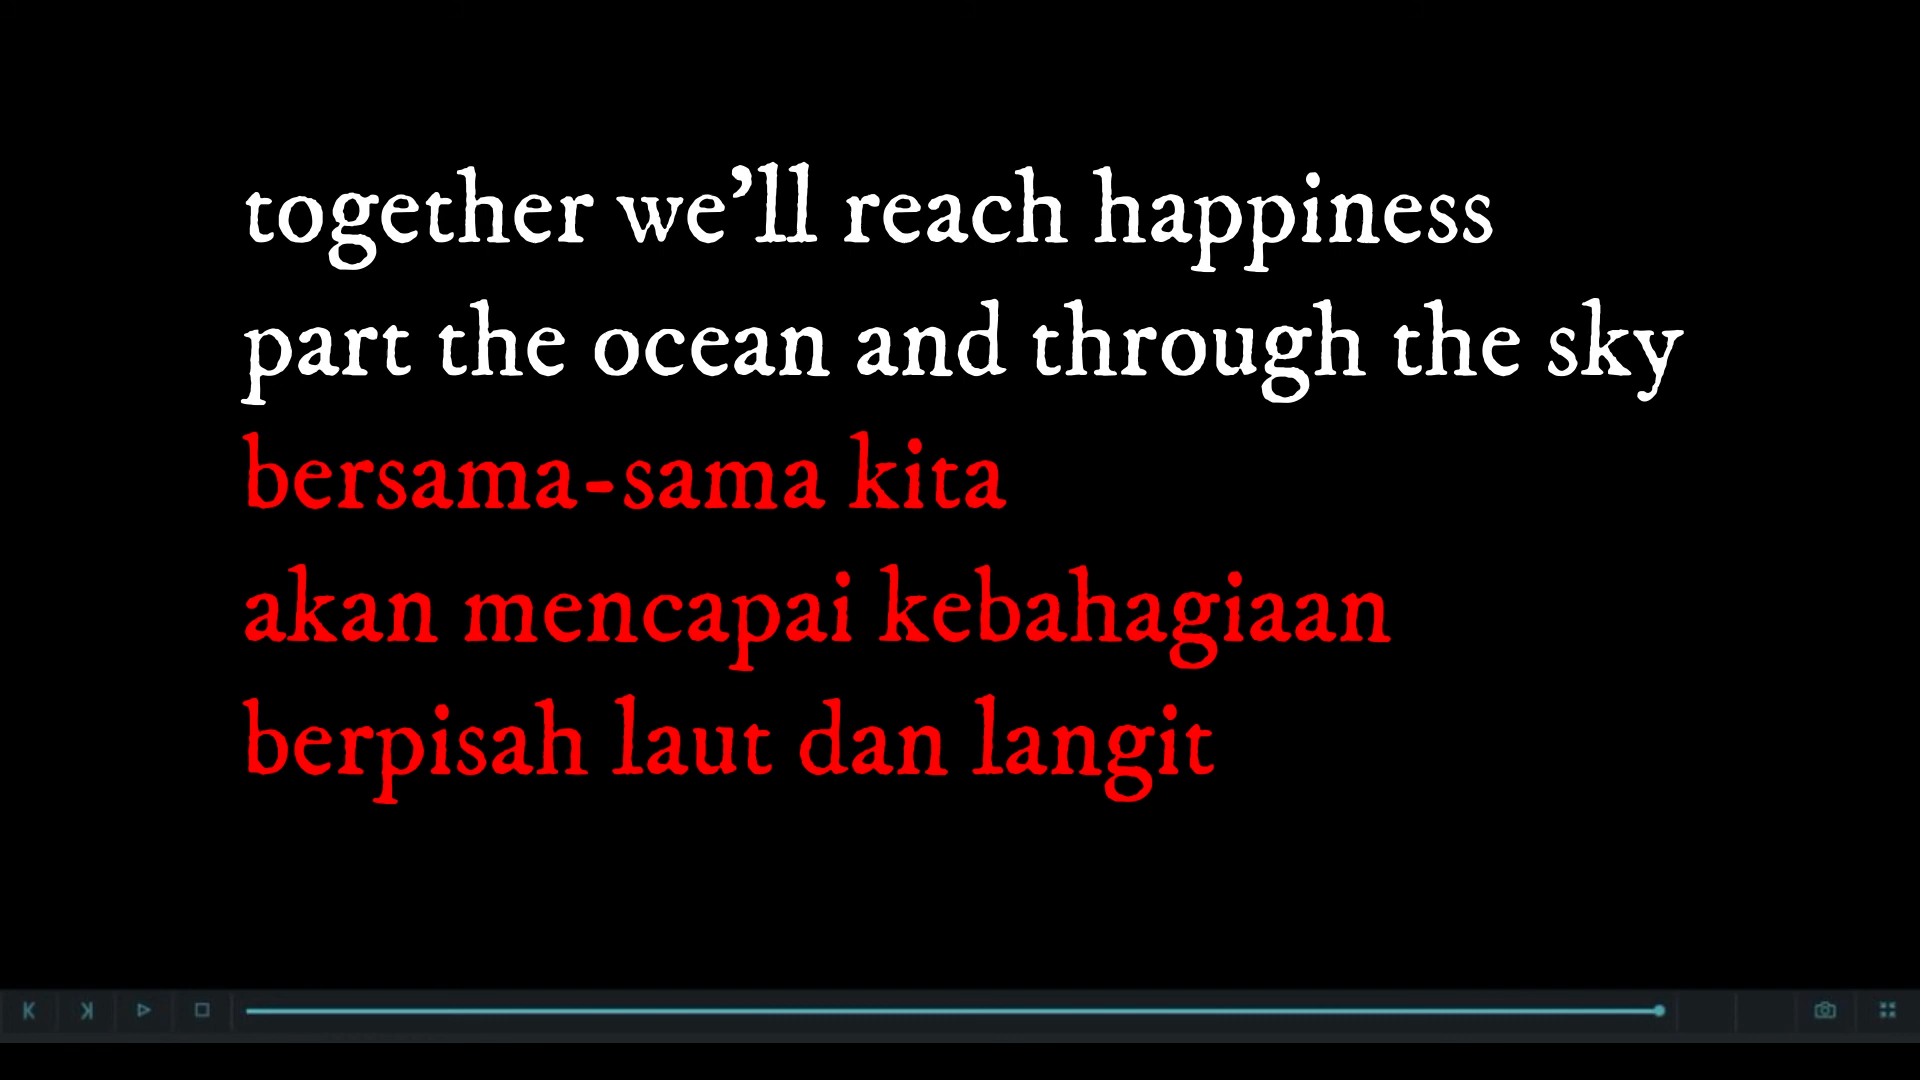 together we’ll reach happiness
part the ocean and through the sky
bersama-sama kita
akan mencapai kebahagiaan
berpisah laut dan langit